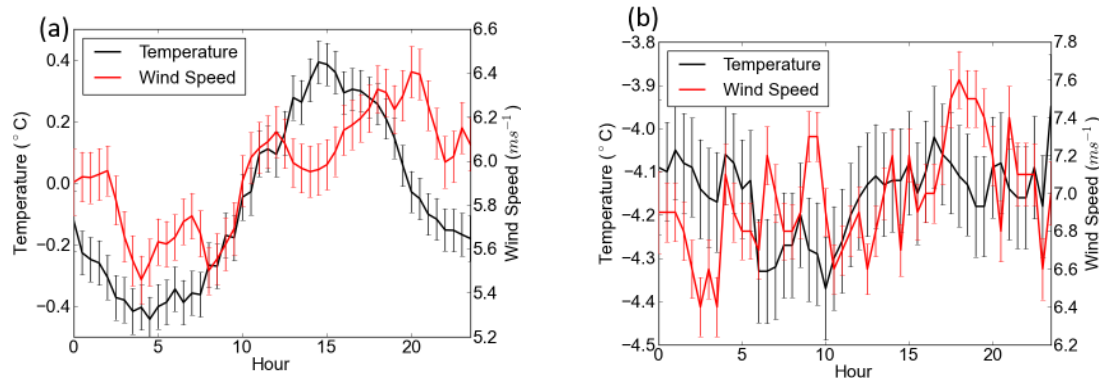 (a)
Temperature
Wind Speed
Temperature (°C)
0.4
0.2
0.0
−0.2
−0.4
Wind Speed (ms⁻¹)
6.6
6.4
6.2
6.0
5.8
5.6
5.4
5.2
0 5 10 15 20
Hour
(b)
Temperature
Wind Speed
Temperature (°C)
−3.8
−3.9
−4.0
−4.1
−4.2
−4.3
−4.4
−4.5
Wind Speed (ms⁻¹)
7.8
7.6
7.4
7.2
7.0
6.8
6.6
6.4
6.2
0 5 10 15 20
Hour